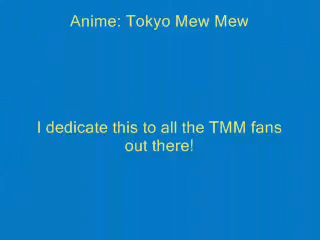 Anime: Tokyo Mew Mew
I dedicate this to all the TMM fans
out there!